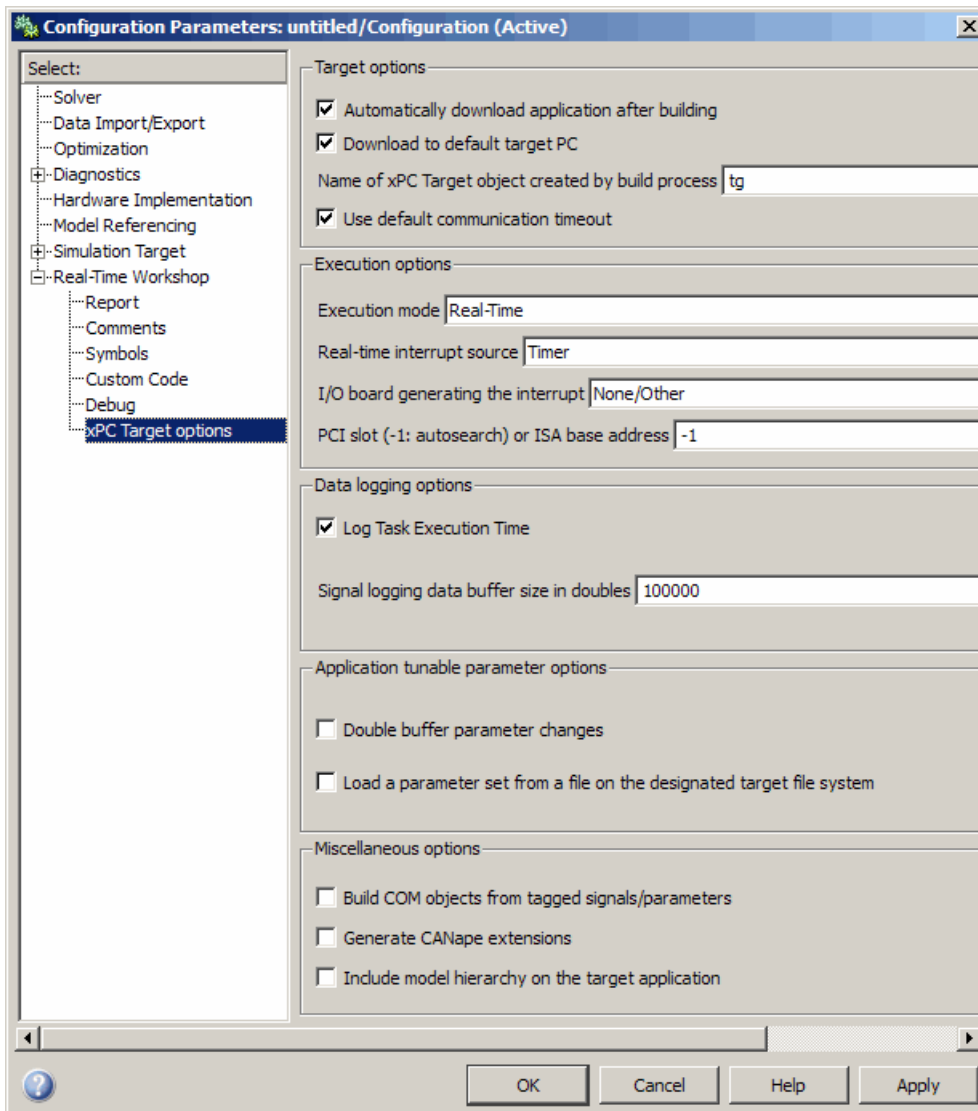 Configuration Parameters: untitled/Configuration (Active)
Select:
Solver
Data Import/Export
Optimization
Diagnostics
Hardware Implementation
Model Referencing
Simulation Target
Real-Time Workshop
Report
Comments
Symbols
Custom Code
Debug
xPC Target options
Target options
Automatically download application after building
Download to default target PC
Name of xPC Target object created by build process tg
Use default communication timeout
Execution options
Execution mode Real-Time
Real-time interrupt source Timer
I/O board generating the interrupt None/Other
PCI slot (-1: autosearch) or ISA base address -1
Data logging options
Log Task Execution Time
Signal logging data buffer size in doubles 100000
Application tunable parameter options
Double buffer parameter changes
Load a parameter set from a file on the designated target file system
Miscellaneous options
Build COM objects from tagged signals/parameters
Generate CANape extensions
Include model hierarchy on the target application
? OK Cancel Help Apply